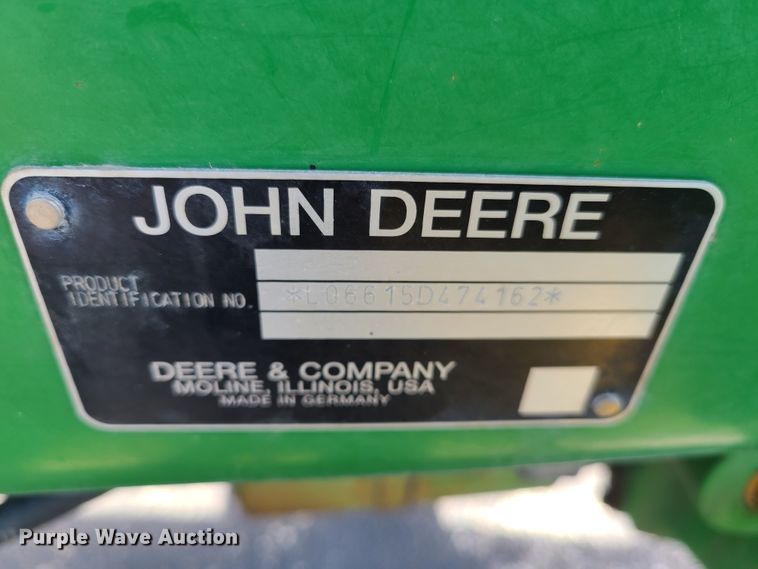 JOHN DEERE
PRODUCT
IDENTIFICATION NO.
*L06615D474162*
DEERE & COMPANY
MOLINE, ILLINOIS, USA
MADE IN GERMANY
Purple Wave Auction